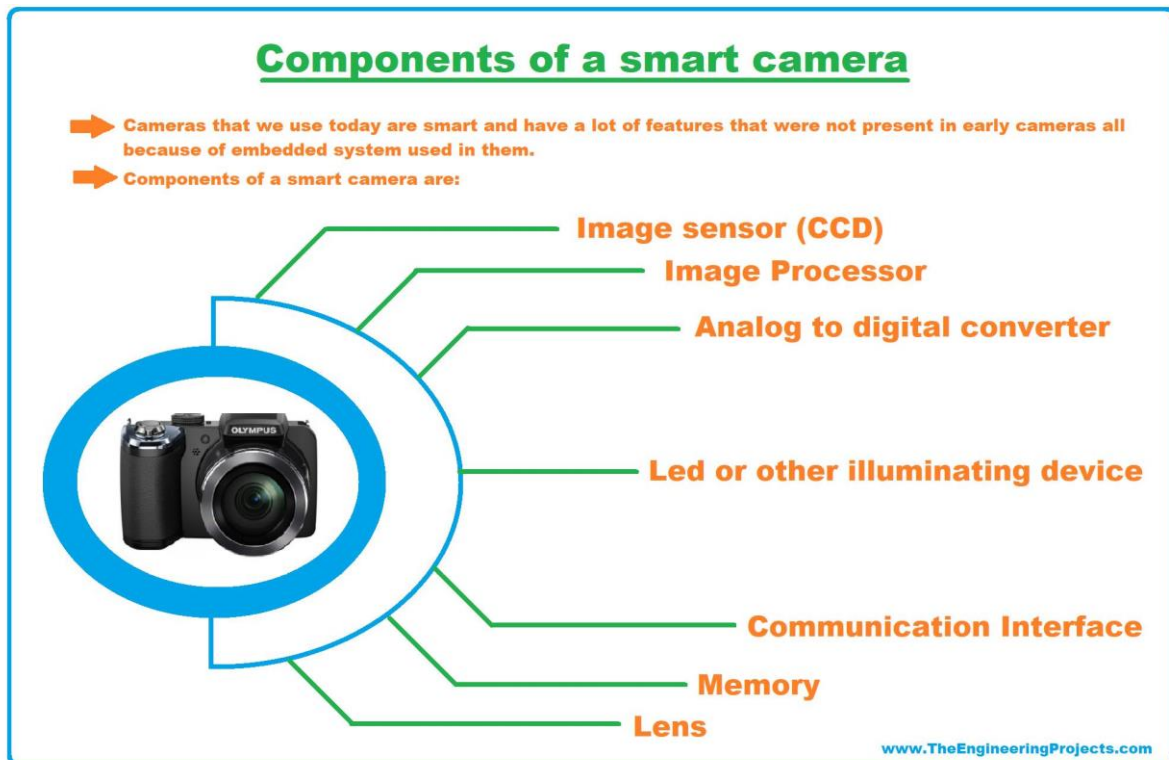 Components of a smart camera
Cameras that we use today are smart and have a lot of features that were not present in early cameras all
because of embedded system used in them.
Components of a smart camera are:
Image sensor (CCD)
Image Processor
Analog to digital converter
OLYMPUS
Led or other illuminating device
Communication Interface
Memory
Lens
www.TheEngineeringProjects.com